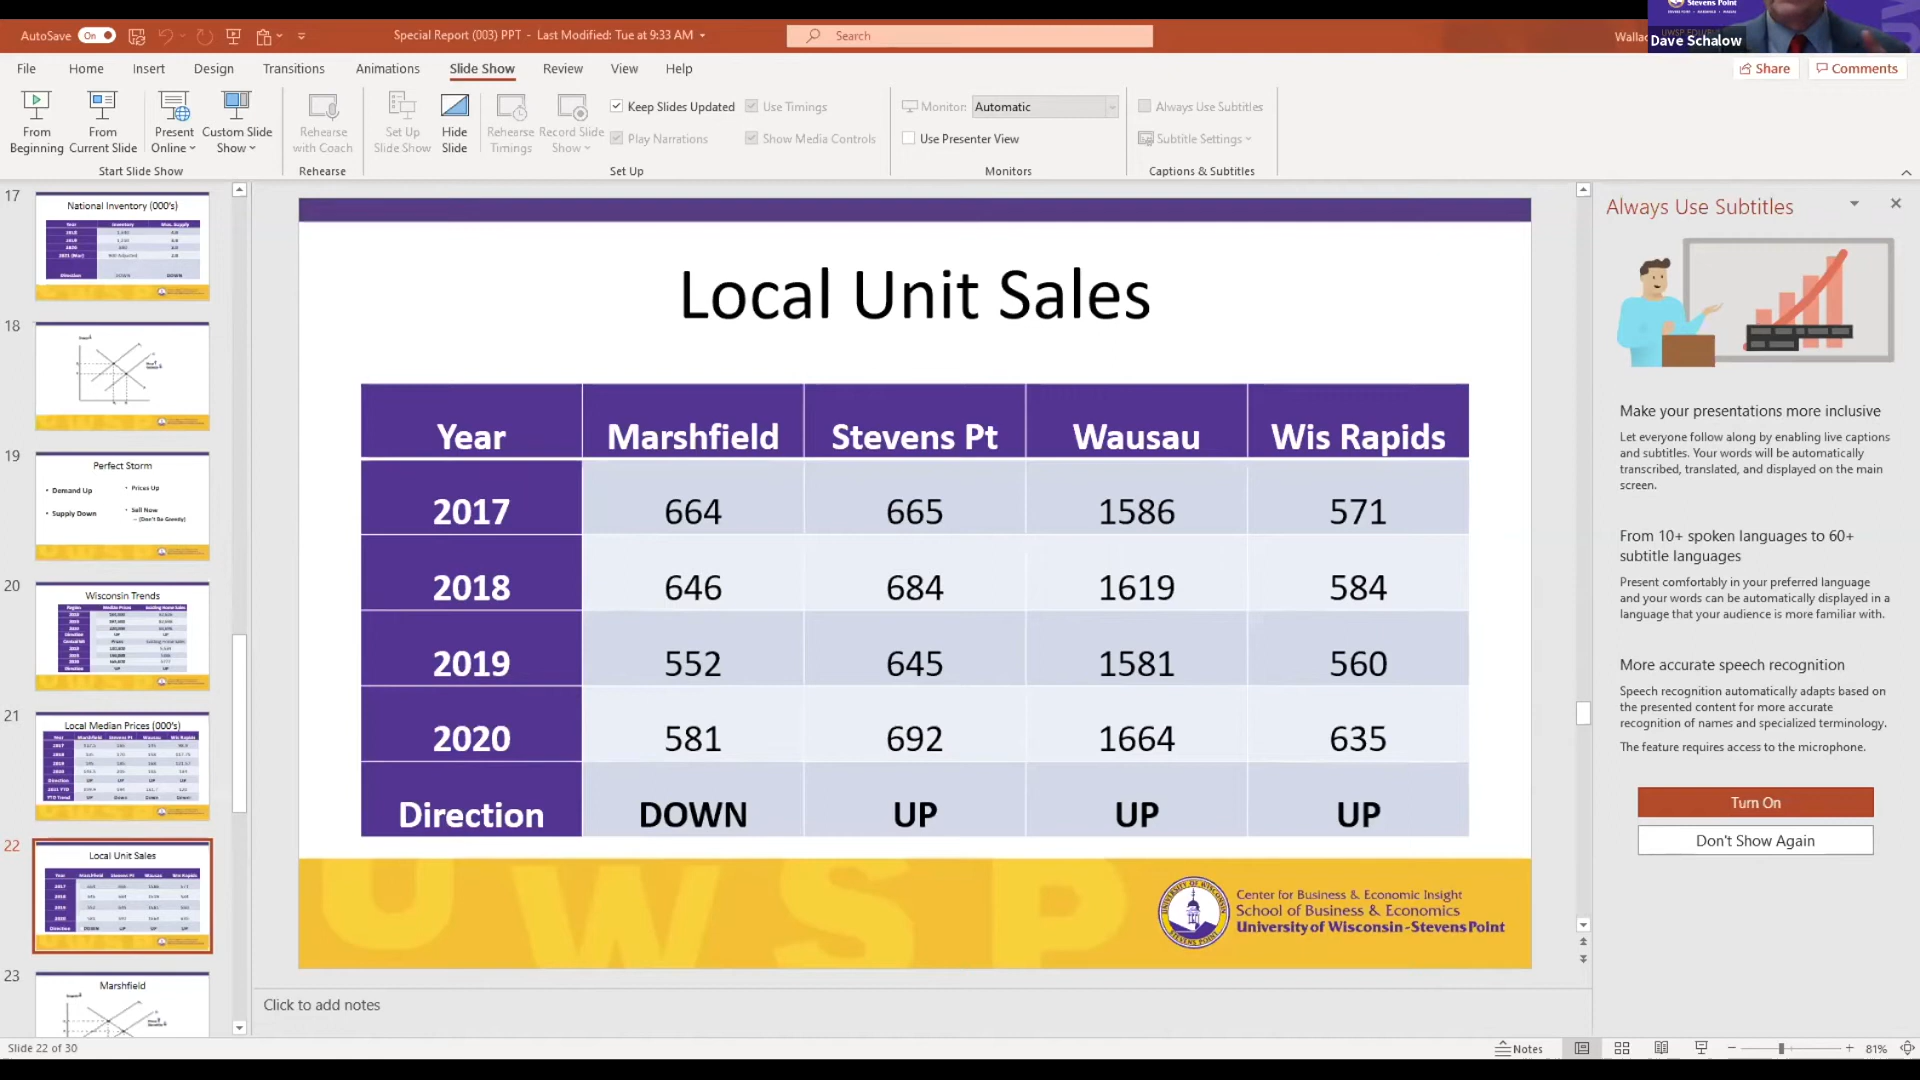 Stevens Point
Dave Schalow
AutoSave On
Special Report (003) PPT - Last Modified: Tue at 9:33 AM
Search
File Home Insert Design Transitions Animations Slide Show Review View Help
Share Comments
From Beginning
From Current Slide
Present Online
Custom Slide Show
Start Slide Show
Rehearse with Coach
Rehearse
Set Up Slide Show
Hide Slide
Rehearse Timings
Record Slide Show
Keep Slides Updated
Use Timings
Play Narrations
Show Media Controls
Set Up
Monitor: Automatic
Use Presenter View
Monitors
Always Use Subtitles
Subtitle Settings
Captions & Subtitles
17
National Inventory (000's)
Year Inventory Mos. Supply
Direction DOWN DOWN
18
19
Perfect Storm
• Demand Up
• Supply Down
• Prices Up
• Sell Now
– (Don't Be Greedy)
20
Wisconsin Trends
21
Local Median Prices (000's)
22
Local Unit Sales
23
Marshfield
Local Unit Sales
Year Marshfield Stevens Pt Wausau Wis Rapids
2017 664 665 1586 571
2018 646 684 1619 584
2019 552 645 1581 560
2020 581 692 1664 635
Direction DOWN UP UP UP
UWSP
Center for Business & Economic Insight
School of Business & Economics
University of Wisconsin-Stevens Point
Click to add notes
Always Use Subtitles
Make your presentations more inclusive
Let everyone follow along by enabling live captions
and subtitles. Your words will be automatically
transcribed, translated, and displayed on the main
screen.
From 10+ spoken languages to 60+
subtitle languages
Present comfortably in your preferred language
and your words can be automatically displayed in a
language that your audience is more familiar with.
More accurate speech recognition
Speech recognition automatically adapts based on
the presented content for more accurate
recognition of names and specialized terminology.
The feature requires access to the microphone.
Turn On
Don't Show Again
Slide 22 of 30
Notes
81%